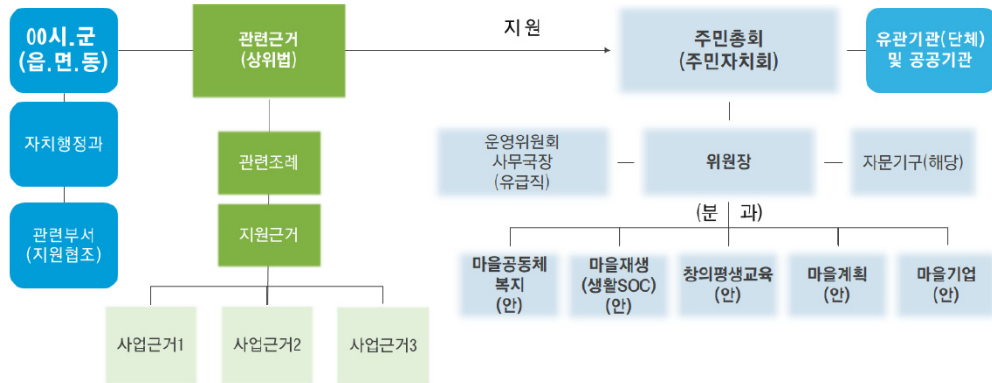 00시.군
(읍.면.동)
관련근거
(상위법)
지원
주민총회
(주민자치회)
유관기관(단체)
및 공공기관
자치행정과
관련조례
운영위원회
사무국장
(유급직)
위원장
자문기구(해당)
관련부서
(지원협조)
지원근거
(분 과)
마을공동체
복지
(안)
마을재생
(생활SOC)
(안)
창의평생교육
(안)
마을계획
(안)
마을기업
(안)
사업근거1
사업근거2
사업근거3